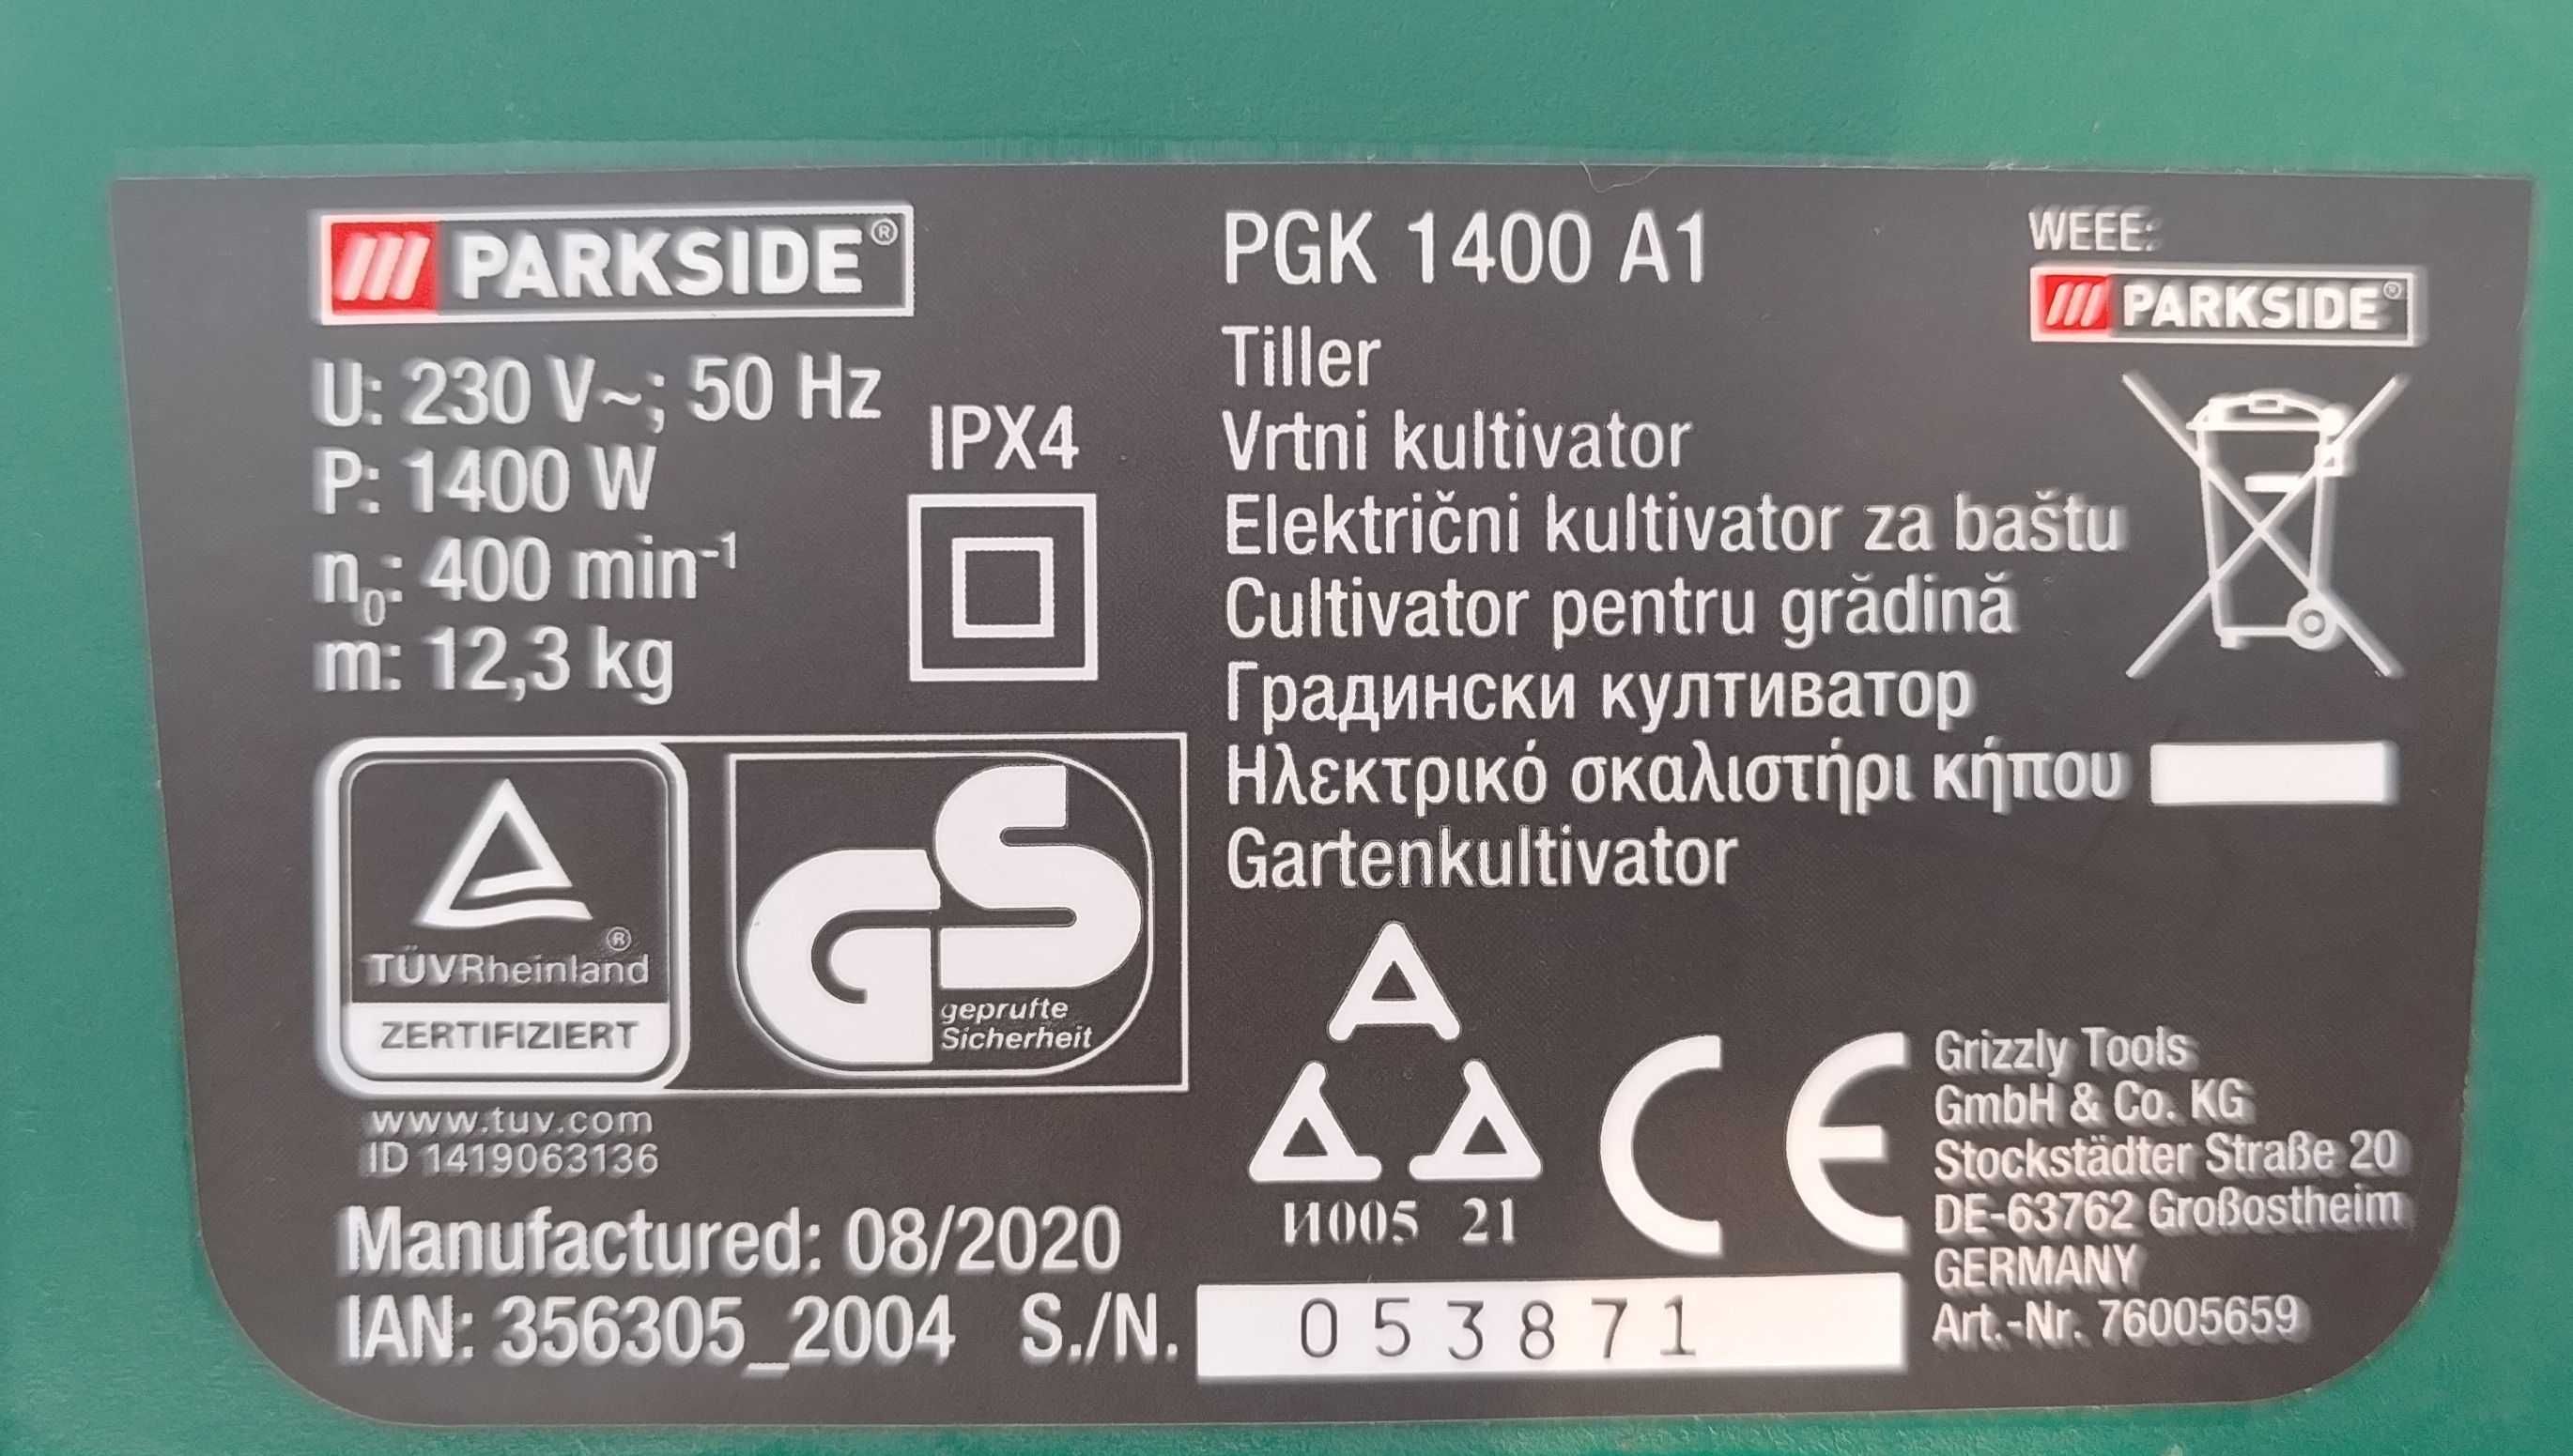 PARKSIDE®
U: 230 V~; 50 Hz
P: 1400 W
n₀: 400 min⁻¹
m: 12,3 kg
IPX4
TÜVRheinland®
ZERTIFIZIERT
GS
geprüfte
Sicherheit
www.tuv.com
ID 1419063136
Manufactured: 08/2020
IAN: 356305_2004 S./N. 053871
PGK 1400 A1
Tiller
Vrtni kultivator
Električni kultivator za baštu
Cultivator pentru grădină
Градински култиватор
Ηλεκτρικό σκαλιστήρι κήπου
Gartenkultivator
WEEE:
PARKSIDE®
И005 21
CE
Grizzly Tools
GmbH & Co. KG
Stockstädter Straße 20
DE-63762 Großostheim
GERMANY
Art.-Nr. 76005659